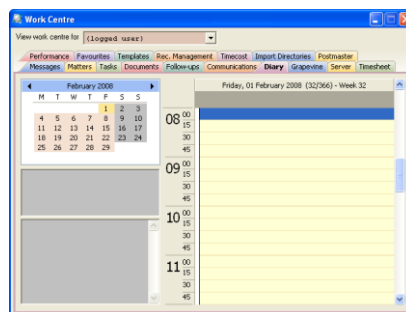 Work Centre
View work centre for (logged user)
Performance Favourites Templates Rec. Management Timecost Import Directories Postmaster
Messages Matters Tasks Documents Follow-ups Communications Diary Grapevine Server Timesheet
February 2008
M T W T F S S
1 2 3
4 5 6 7 8 9 10
11 12 13 14 15 16 17
18 19 20 21 22 23 24
25 26 27 28 29
Friday, 01 February 2008 (32/366) - Week 32
08 00
15
30
45
09 00
15
30
45
10 00
15
30
45
11 00
15
30
45